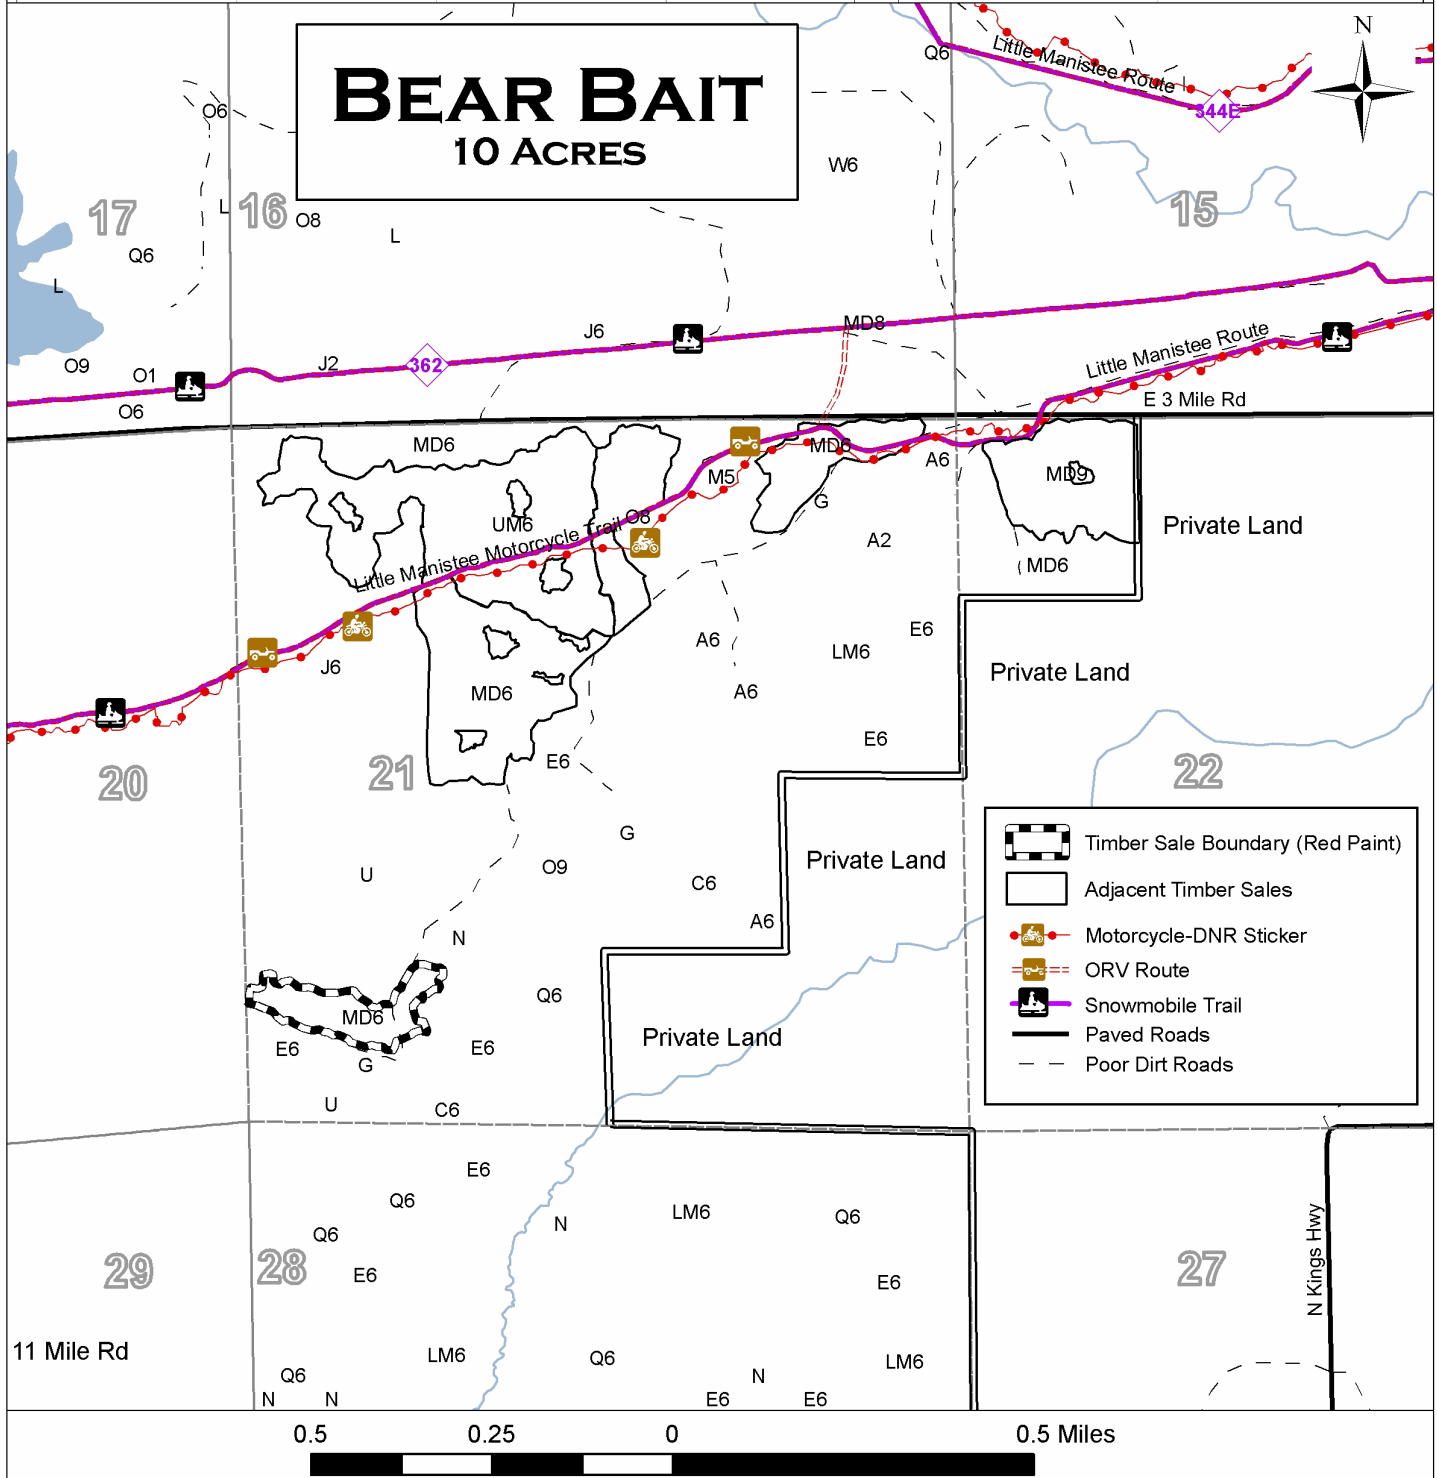 N
Q6
Little Manistee Route
344E
BEAR BAIT
10 ACRES
O6
W6
17
L
16
O8
L
15
Q6
L
MD8
J6
Little Manistee Route
O9
O1
J2
362
E 3 Mile Rd
O6
MD6
MD6
A6
M5
MD9
G
UM6
O8
Private Land
Little Manistee Motorcycle Trail
A2
MD6
E6
A6
LM6
J6
Private Land
MD6
A6
E6
E6
20
21
22
G
Timber Sale Boundary (Red Paint)
U
O9
Private Land
C6
Adjacent Timber Sales
A6
N
Motorcycle-DNR Sticker
ORV Route
Q6
Snowmobile Trail
MD6
Paved Roads
Private Land
E6
E6
G
Poor Dirt Roads
U
C6
E6
Q6
LM6
Q6
N
Q6
N Kings Hwy
29
28
E6
E6
27
11 Mile Rd
LM6
Q6
LM6
Q6
N
N
N
E6
E6
0.5
0.25
0
0.5 Miles